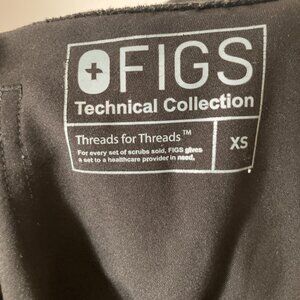 FIGS
Technical Collection
Threads for Threads™
For every set of scrubs sold, FIGS gives
a set to a healthcare provider in need.
XS